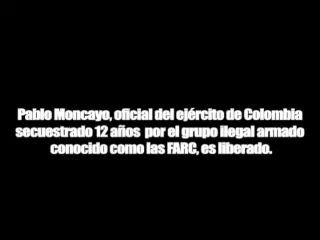 Pablo Moncayo, oficial del ejército de Colombia
secuestrado 12 años por el grupo ilegal armado
conocido como las FARC, es liberado.